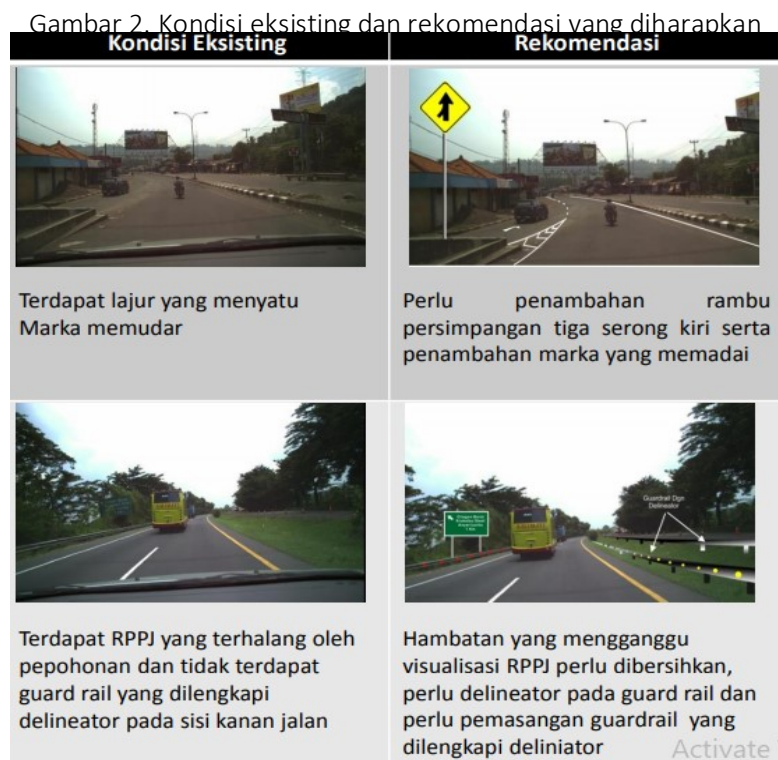 Gambar 2. Kondisi eksisting dan rekomendasi yang diharapkan
Kondisi Eksisting
Rekomendasi
Terdapat lajur yang menyatu
Marka memudar
Perlu penambahan rambu
persimpangan tiga serong kiri serta
penambahan marka yang memadai
Guardrail Dgn
Delineator
Terdapat RPPJ yang terhalang oleh
pepohonan dan tidak terdapat
guard rail yang dilengkapi
delineator pada sisi kanan jalan
Hambatan yang mengganggu
visualisasi RPPJ perlu dibersihkan,
perlu delineator pada guard rail dan
perlu pemasangan guardrail yang
dilengkapi deliniator
Activate